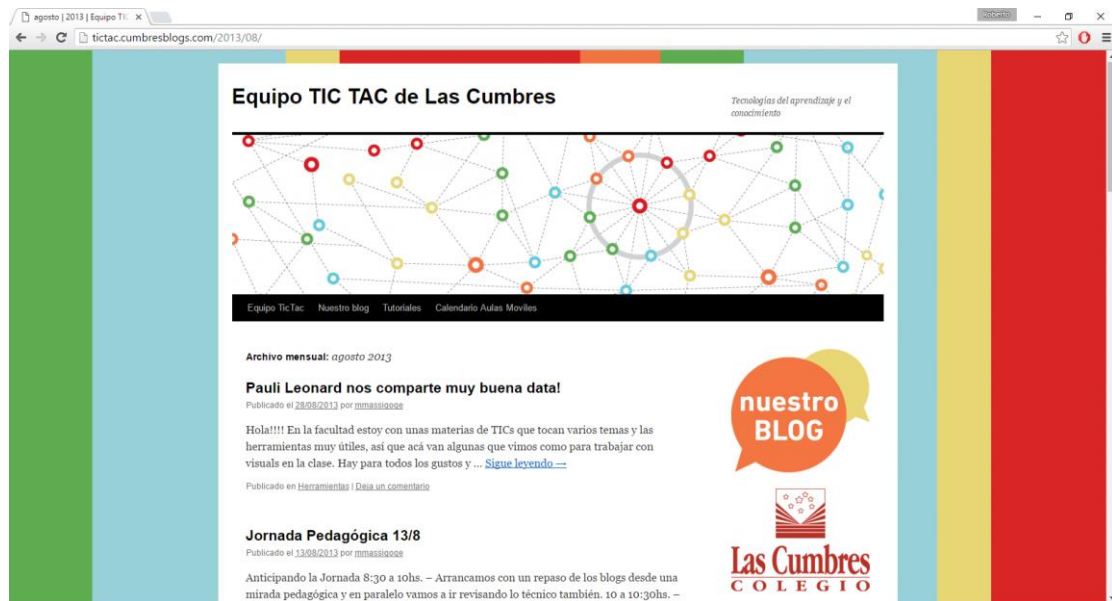 agosto | 2013 | Equipo TI
Roberto
tictac.cumbresblogs.com/2013/08/
Equipo TIC TAC de Las Cumbres
Tecnologías del aprendizaje y el
conocimiento
Equipo TicTac Nuestro blog Tutoriales Calendario Aulas Moviles
Archivo mensual: agosto 2013
Pauli Leonard nos comparte muy buena data!
Publicado el 28/08/2013 por mmassigoge
Hola!!!! En la facultad estoy con unas materias de TICs que tocan varios temas y las
herramientas muy útiles, así que acá van algunas que vimos como para trabajar con
visuals en la clase. Hay para todos los gustos y ... Sigue leyendo →
Publicado en Herramientas | Deja un comentario
Jornada Pedagógica 13/8
Publicado el 13/08/2013 por mmassigoge
Anticipando la Jornada 8:30 a 10hs. – Arrancamos con un repaso de los blogs desde una
mirada pedagógica y en paralelo vamos a ir revisando lo técnico también. 10 a 10:30hs. –
nuestro
BLOG
Las Cumbres
COLEGIO